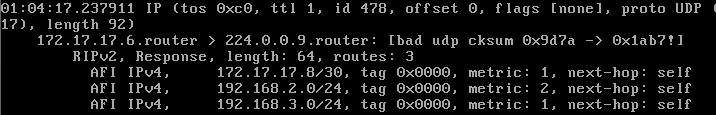 01:04:17.237911 IP (tos 0xc0, ttl 1, id 478, offset 0, flags [none], proto UDP (
17), length 92)
172.17.17.6.router > 224.0.0.9.router: [bad udp cksum 0x9d7a -> 0x1ab7!]
RIPv2, Response, length: 64, routes: 3
AFI IPv4, 172.17.17.8/30, tag 0x0000, metric: 1, next-hop: self
AFI IPv4, 192.168.2.0/24, tag 0x0000, metric: 2, next-hop: self
AFI IPv4, 192.168.3.0/24, tag 0x0000, metric: 1, next-hop: self